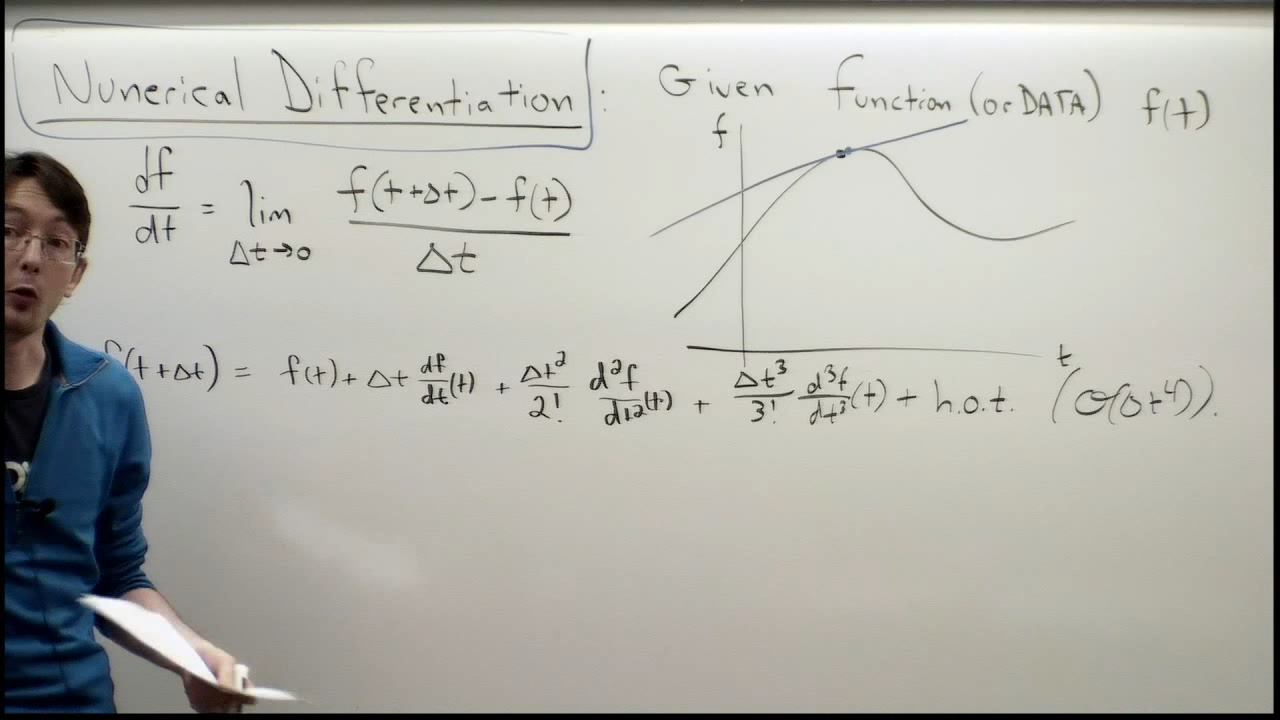 Nunerical Differentiation : Given function (or DATA) f(t)
f
df/dt = lim Δt→0 f(t+Δt)-f(t)/Δt
t
f(t+Δt) = f(t) + Δt df/dt(t) + Δt²/2! d²f/dt²(t) + Δt³/3! d³f/dt³(t) + h.o.t. (O(Δt⁴)).